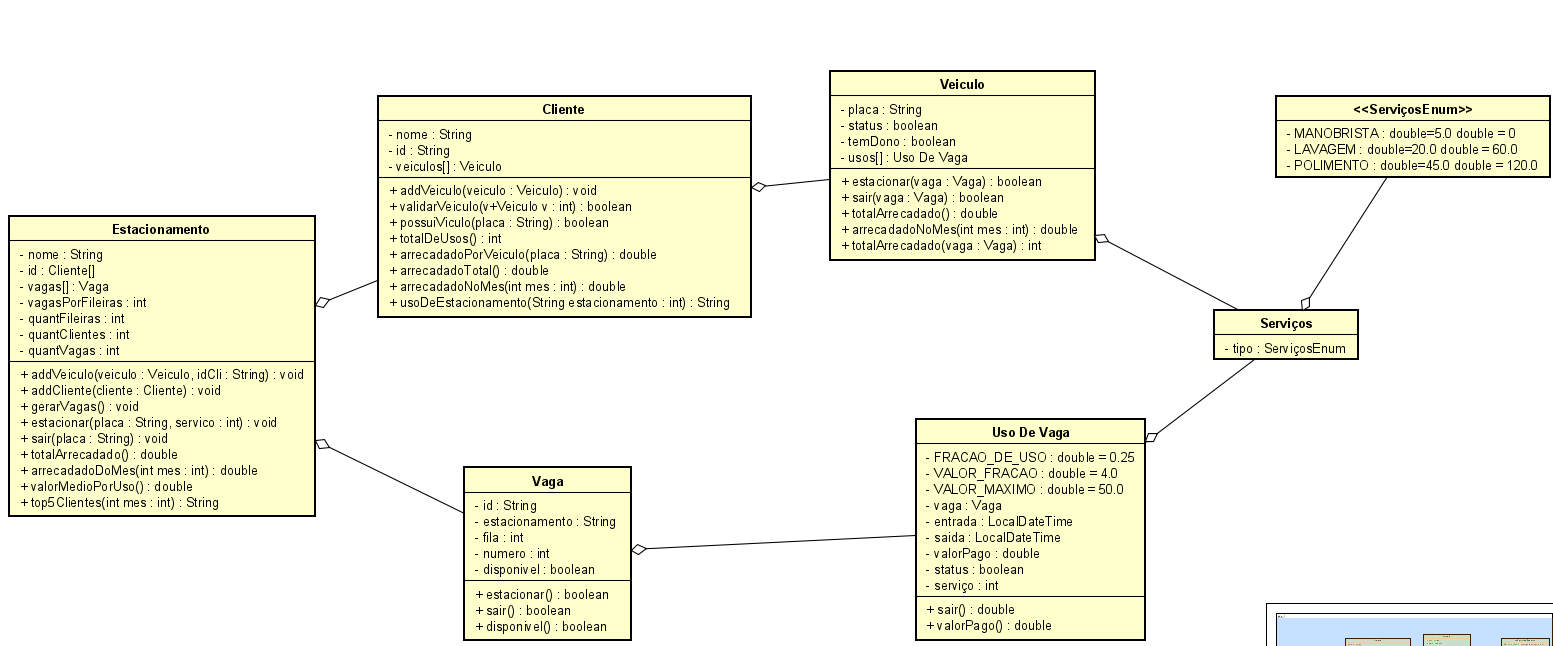 Estacionamento
- nome : String
- id : Cliente[]
- vagas[] : Vaga
- vagasPorFileiras : int
- quantFileiras : int
- quantClientes : int
- quantVagas : int
+ addVeiculo(veiculo : Veiculo, idCli : String) : void
+ addCliente(cliente : Cliente) : void
+ gerarVagas() : void
+ estacionar(placa : String, servico : int) : void
+ sair(placa : String) : void
+ totalArrecadado() : double
+ arrecadadoDoMes(int mes : int) : double
+ valorMedioPorUso() : double
+ top5Clientes(int mes : int) : String
Cliente
- nome : String
- id : String
- veiculos[] : Veiculo
+ addVeiculo(veiculo : Veiculo) : void
+ validarVeiculo(v+Veiculo v : int) : boolean
+ possuiViculo(placa : String) : boolean
+ totalDeUsos() : int
+ arrecadadoPorVeiculo(placa : String) : double
+ arrecadadoTotal() : double
+ arrecadadoNoMes(int mes : int) : double
+ usoDeEstacionamento(String estacionamento : int) : String
Veiculo
- placa : String
- status : boolean
- temDono : boolean
- usos[] : Uso De Vaga
+ estacionar(vaga : Vaga) : boolean
+ sair(vaga : Vaga) : boolean
+ totalArrecadado() : double
+ arrecadadoNoMes(int mes : int) : double
+ totalArrecadado(vaga : Vaga) : int
<<ServiçosEnum>>
- MANOBRISTA : double=5.0 double = 0
- LAVAGEM : double=20.0 double = 60.0
- POLIMENTO : double=45.0 double = 120.0
Serviços
- tipo : ServiçosEnum
Vaga
- id : String
- estacionamento : String
- fila : int
- numero : int
- disponivel : boolean
+ estacionar() : boolean
+ sair() : boolean
+ disponivel() : boolean
Uso De Vaga
- FRACAO_DE_USO : double = 0.25
- VALOR_FRACAO : double = 4.0
- VALOR_MAXIMO : double = 50.0
- vaga : Vaga
- entrada : LocalDateTime
- saida : LocalDateTime
- valorPago : double
- status : boolean
- serviço : int
+ sair() : double
+ valorPago() : double